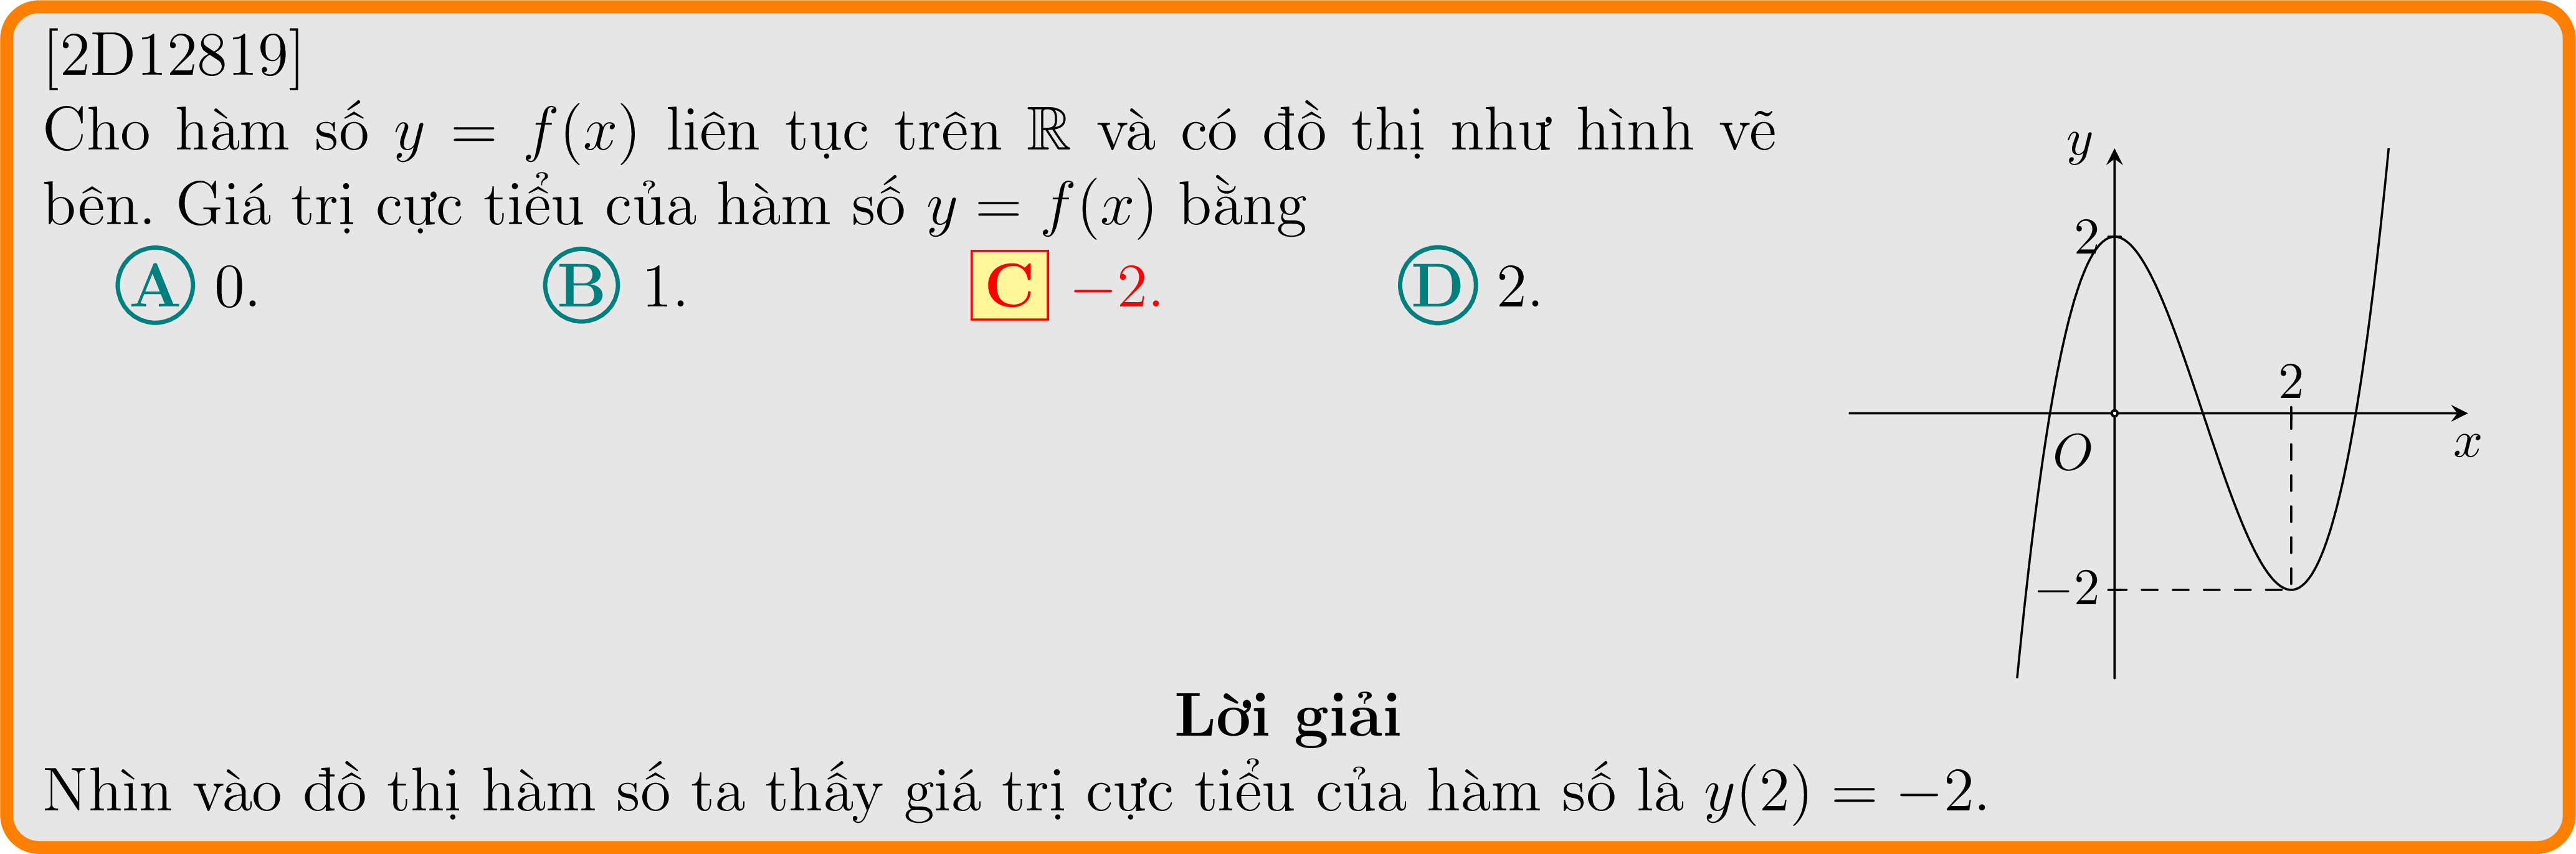 [2D12819]
Cho hàm số y = f(x) liên tục trên ℝ và có đồ thị như hình vẽ
bên. Giá trị cực tiểu của hàm số y = f(x) bằng
A 0.
B 1.
C −2.
D 2.
y
2
2
O
x
−2
Lời giải
Nhìn vào đồ thị hàm số ta thấy giá trị cực tiểu của hàm số là y(2) = −2.